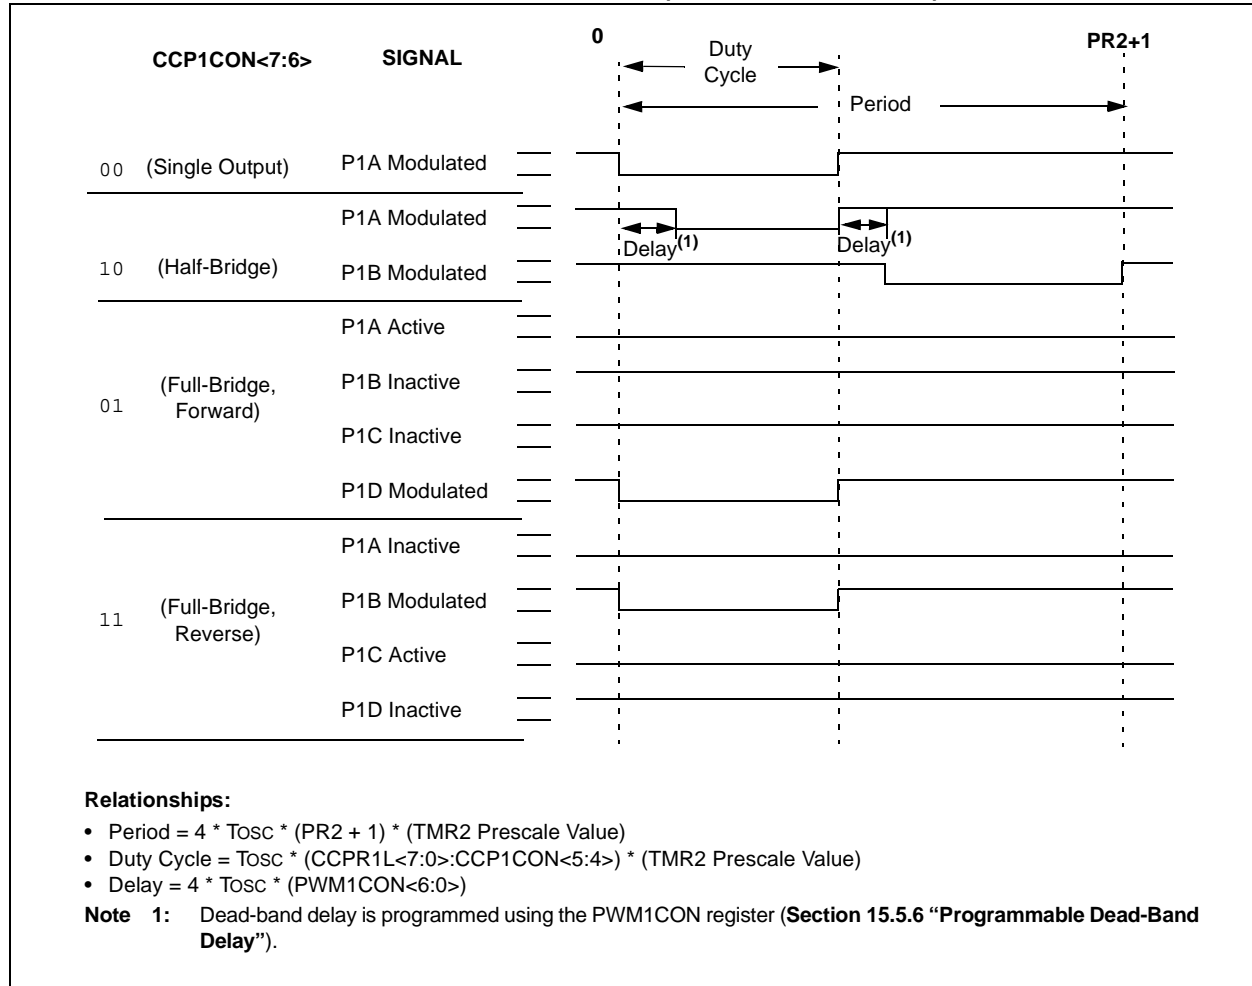 0
PR2+1
CCP1CON<7:6>
SIGNAL
Duty
Cycle
Period
00 (Single Output) P1A Modulated
P1A Modulated
Delay(1) Delay(1)
10 (Half-Bridge) P1B Modulated
P1A Active
P1B Inactive
01 (Full-Bridge,
Forward)
P1C Inactive
P1D Modulated
P1A Inactive
P1B Modulated
11 (Full-Bridge,
Reverse)
P1C Active
P1D Inactive
Relationships:
• Period = 4 * TOSC * (PR2 + 1) * (TMR2 Prescale Value)
• Duty Cycle = TOSC * (CCPR1L<7:0>:CCP1CON<5:4>) * (TMR2 Prescale Value)
• Delay = 4 * TOSC * (PWM1CON<6:0>)
Note 1: Dead-band delay is programmed using the PWM1CON register (Section 15.5.6 “Programmable Dead-Band
Delay”).